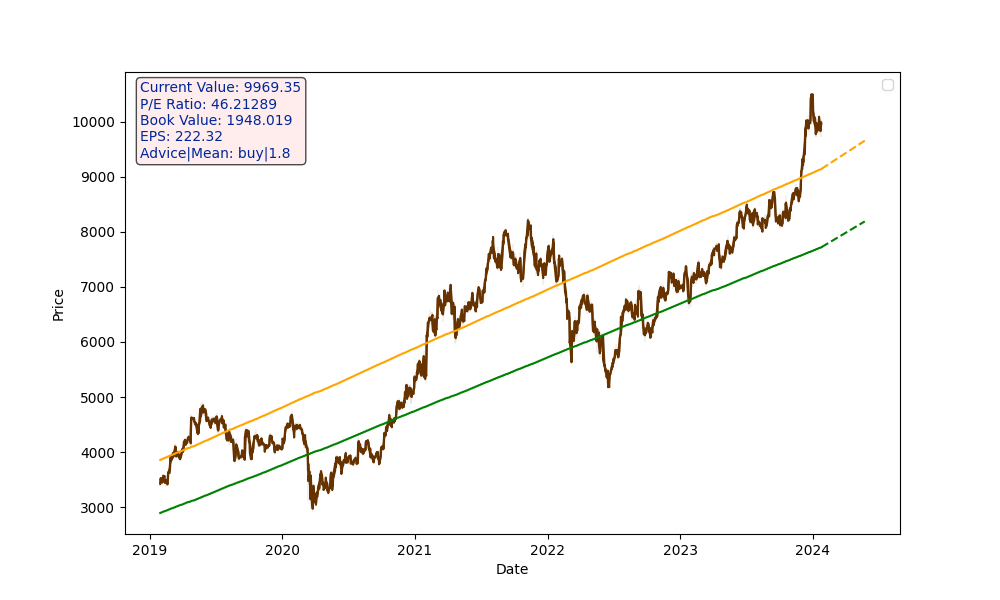 Current Value: 9969.35
P/E Ratio: 46.21289
Book Value: 1948.019
EPS: 222.32
Advice|Mean: buy|1.8
Price
10000
9000
8000
7000
6000
5000
4000
3000
2019 2020 2021 2022 2023 2024
Date